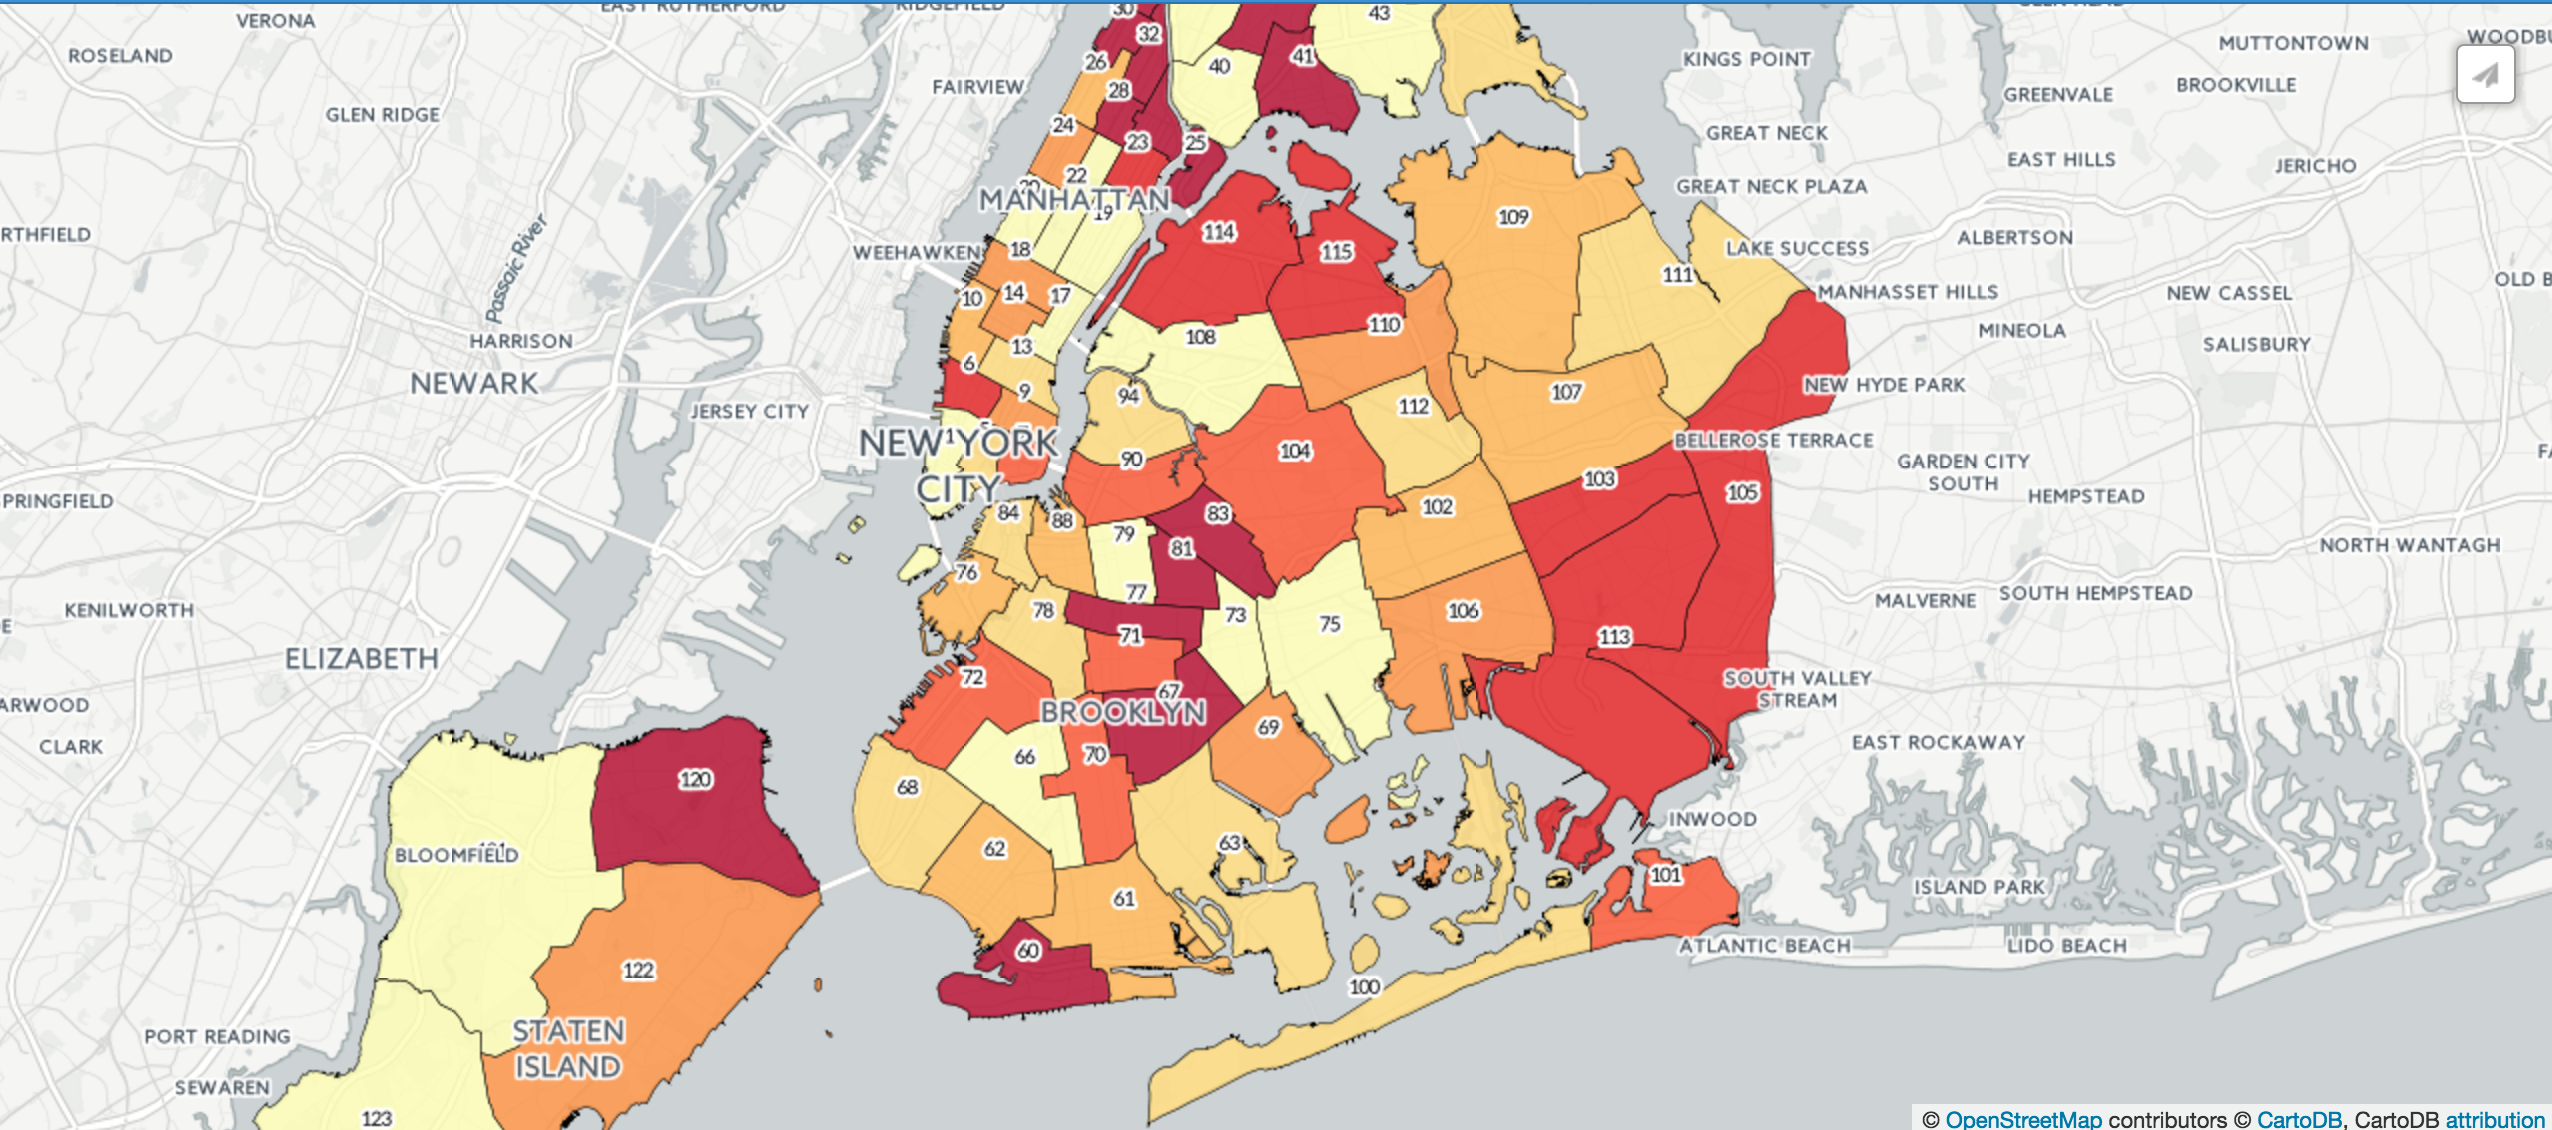 VERONA
EAST RUTHERFORD
RIDGEFIELD
30
43
GLEN HEAD
ROSELAND
32
26
41
40
KINGS POINT
MUTTONTOWN
FAIRVIEW
28
GREENVALE
BROOKVILLE
GLEN RIDGE
24
23
25
GREAT NECK
EAST HILLS
JERICHO
22
GREAT NECK PLAZA
20
MANHATTAN
19
109
Passaic River
114
WEEHAWKEN
18
115
LAKE SUCCESS
ALBERTSON
111
10
14
17
MANHASSET HILLS
NEW CASSEL
110
MINEOLA
HARRISON
108
13
SALISBURY
6
NEWARK
9
94
112
107
NEW HYDE PARK
JERSEY CITY
NEW YORK
CITY
1
BELLEROSE TERRACE
104
90
GARDEN CITY
SOUTH
103
105
HEMPSTEAD
84
88
83
102
79
81
NORTH WANTAGH
76
77
SOUTH HEMPSTEAD
MALVERNE
KENILWORTH
78
73
75
106
71
113
ELIZABETH
72
SOUTH VALLEY
STREAM
67
BROOKLYN
69
CLARK
66
70
EAST ROCKAWAY
120
68
INWOOD
62
63
BLOOMFIELD
101
ISLAND PARK
61
60
ATLANTIC BEACH
LIDO BEACH
122
100
PORT READING
STATEN
ISLAND
SEWAREN
123
© OpenStreetMap contributors © CartoDB, CartoDB attribution